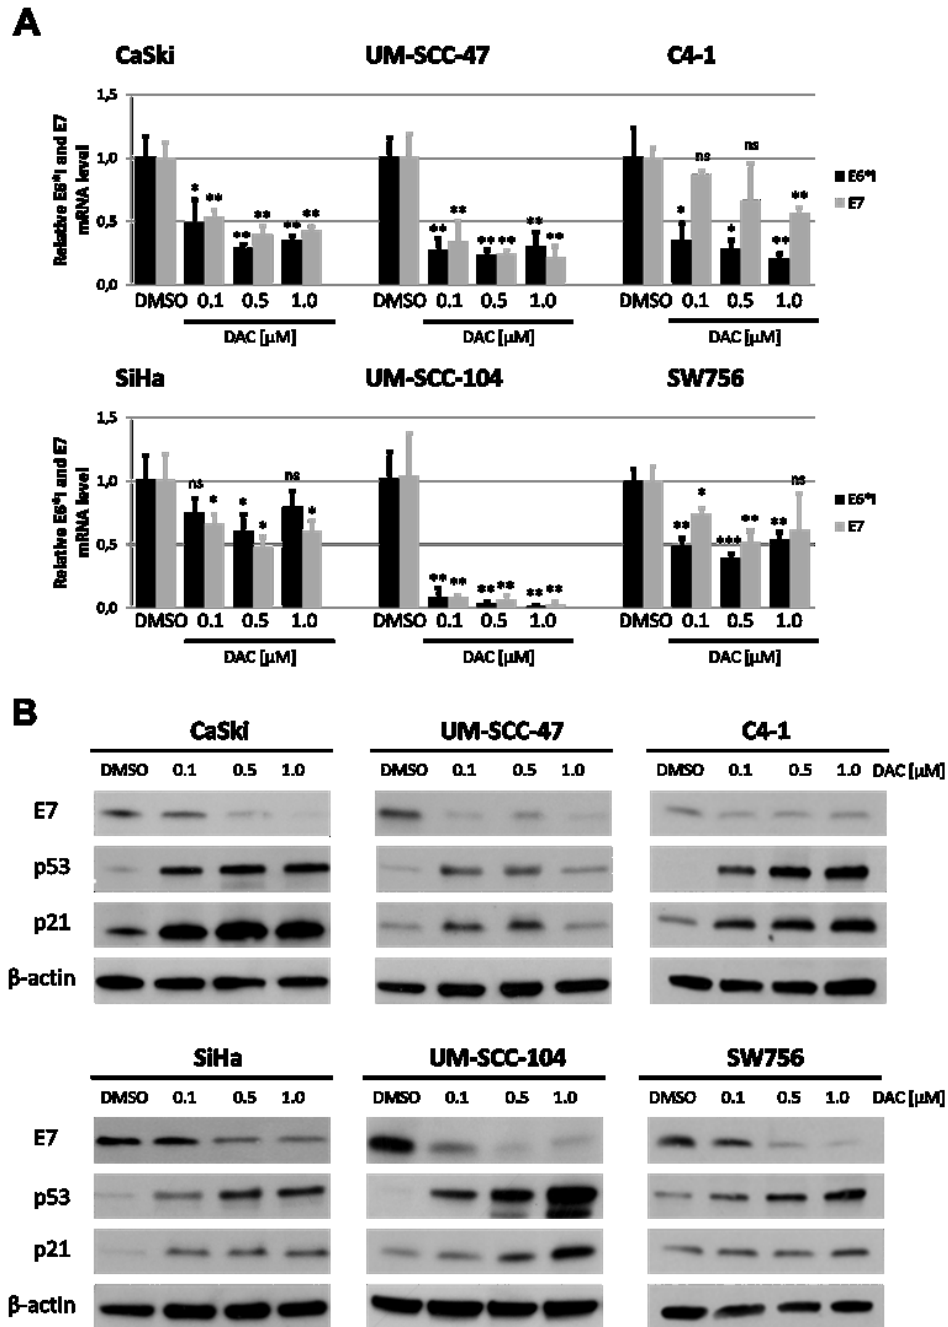 A
CaSki UM-SCC-47 C4-1
Relative E6*I and E7
mRNA level
1,5
1,0
0,5
0,0
* ** ** ** ** **
** ** ** ** ** **
* ns * ns ** **
E6*I
E7
DMSO 0.1 0.5 1.0 DMSO 0.1 0.5 1.0 DMSO 0.1 0.5 1.0
DAC [µM] DAC [µM] DAC [µM]
SiHa UM-SCC-104 SW756
Relative E6*I and E7
mRNA level
1,5
1,0
0,5
0,0
ns * * * ns *
** ** ** ** ** **
** * *** ** ** ns
E6*I
E7
DMSO 0.1 0.5 1.0 DMSO 0.1 0.5 1.0 DMSO 0.1 0.5 1.0
DAC [µM] DAC [µM] DAC [µM]
B
CaSki UM-SCC-47 C4-1
DMSO 0.1 0.5 1.0 DMSO 0.1 0.5 1.0 DMSO 0.1 0.5 1.0 DAC [µM]
E7
p53
p21
β-actin
SiHa UM-SCC-104 SW756
DMSO 0.1 0.5 1.0 DMSO 0.1 0.5 1.0 DMSO 0.1 0.5 1.0 DAC [µM]
E7
p53
p21
β-actin